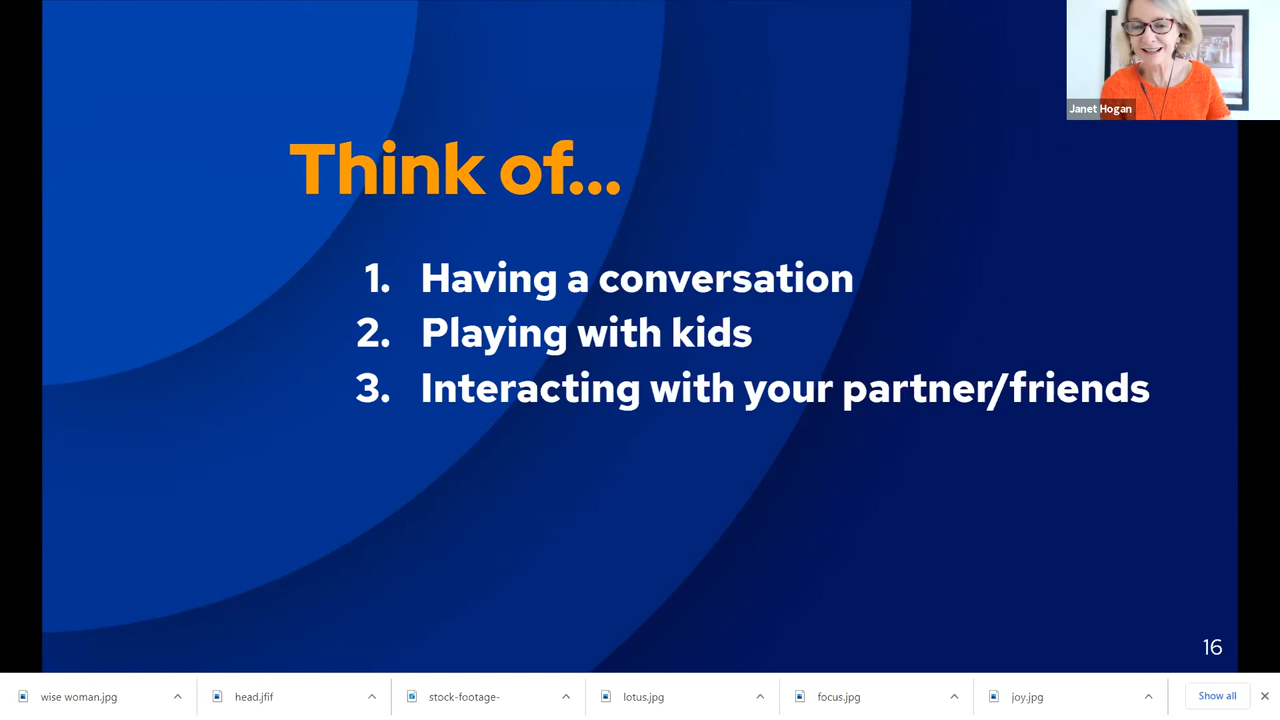 Janet Hogan
Think of...
1. Having a conversation
2. Playing with kids
3. Interacting with your partner/friends
16
wise woman.jpg
head.jfif
stock-footage-
lotus.jpg
focus.jpg
joy.jpg
Show all